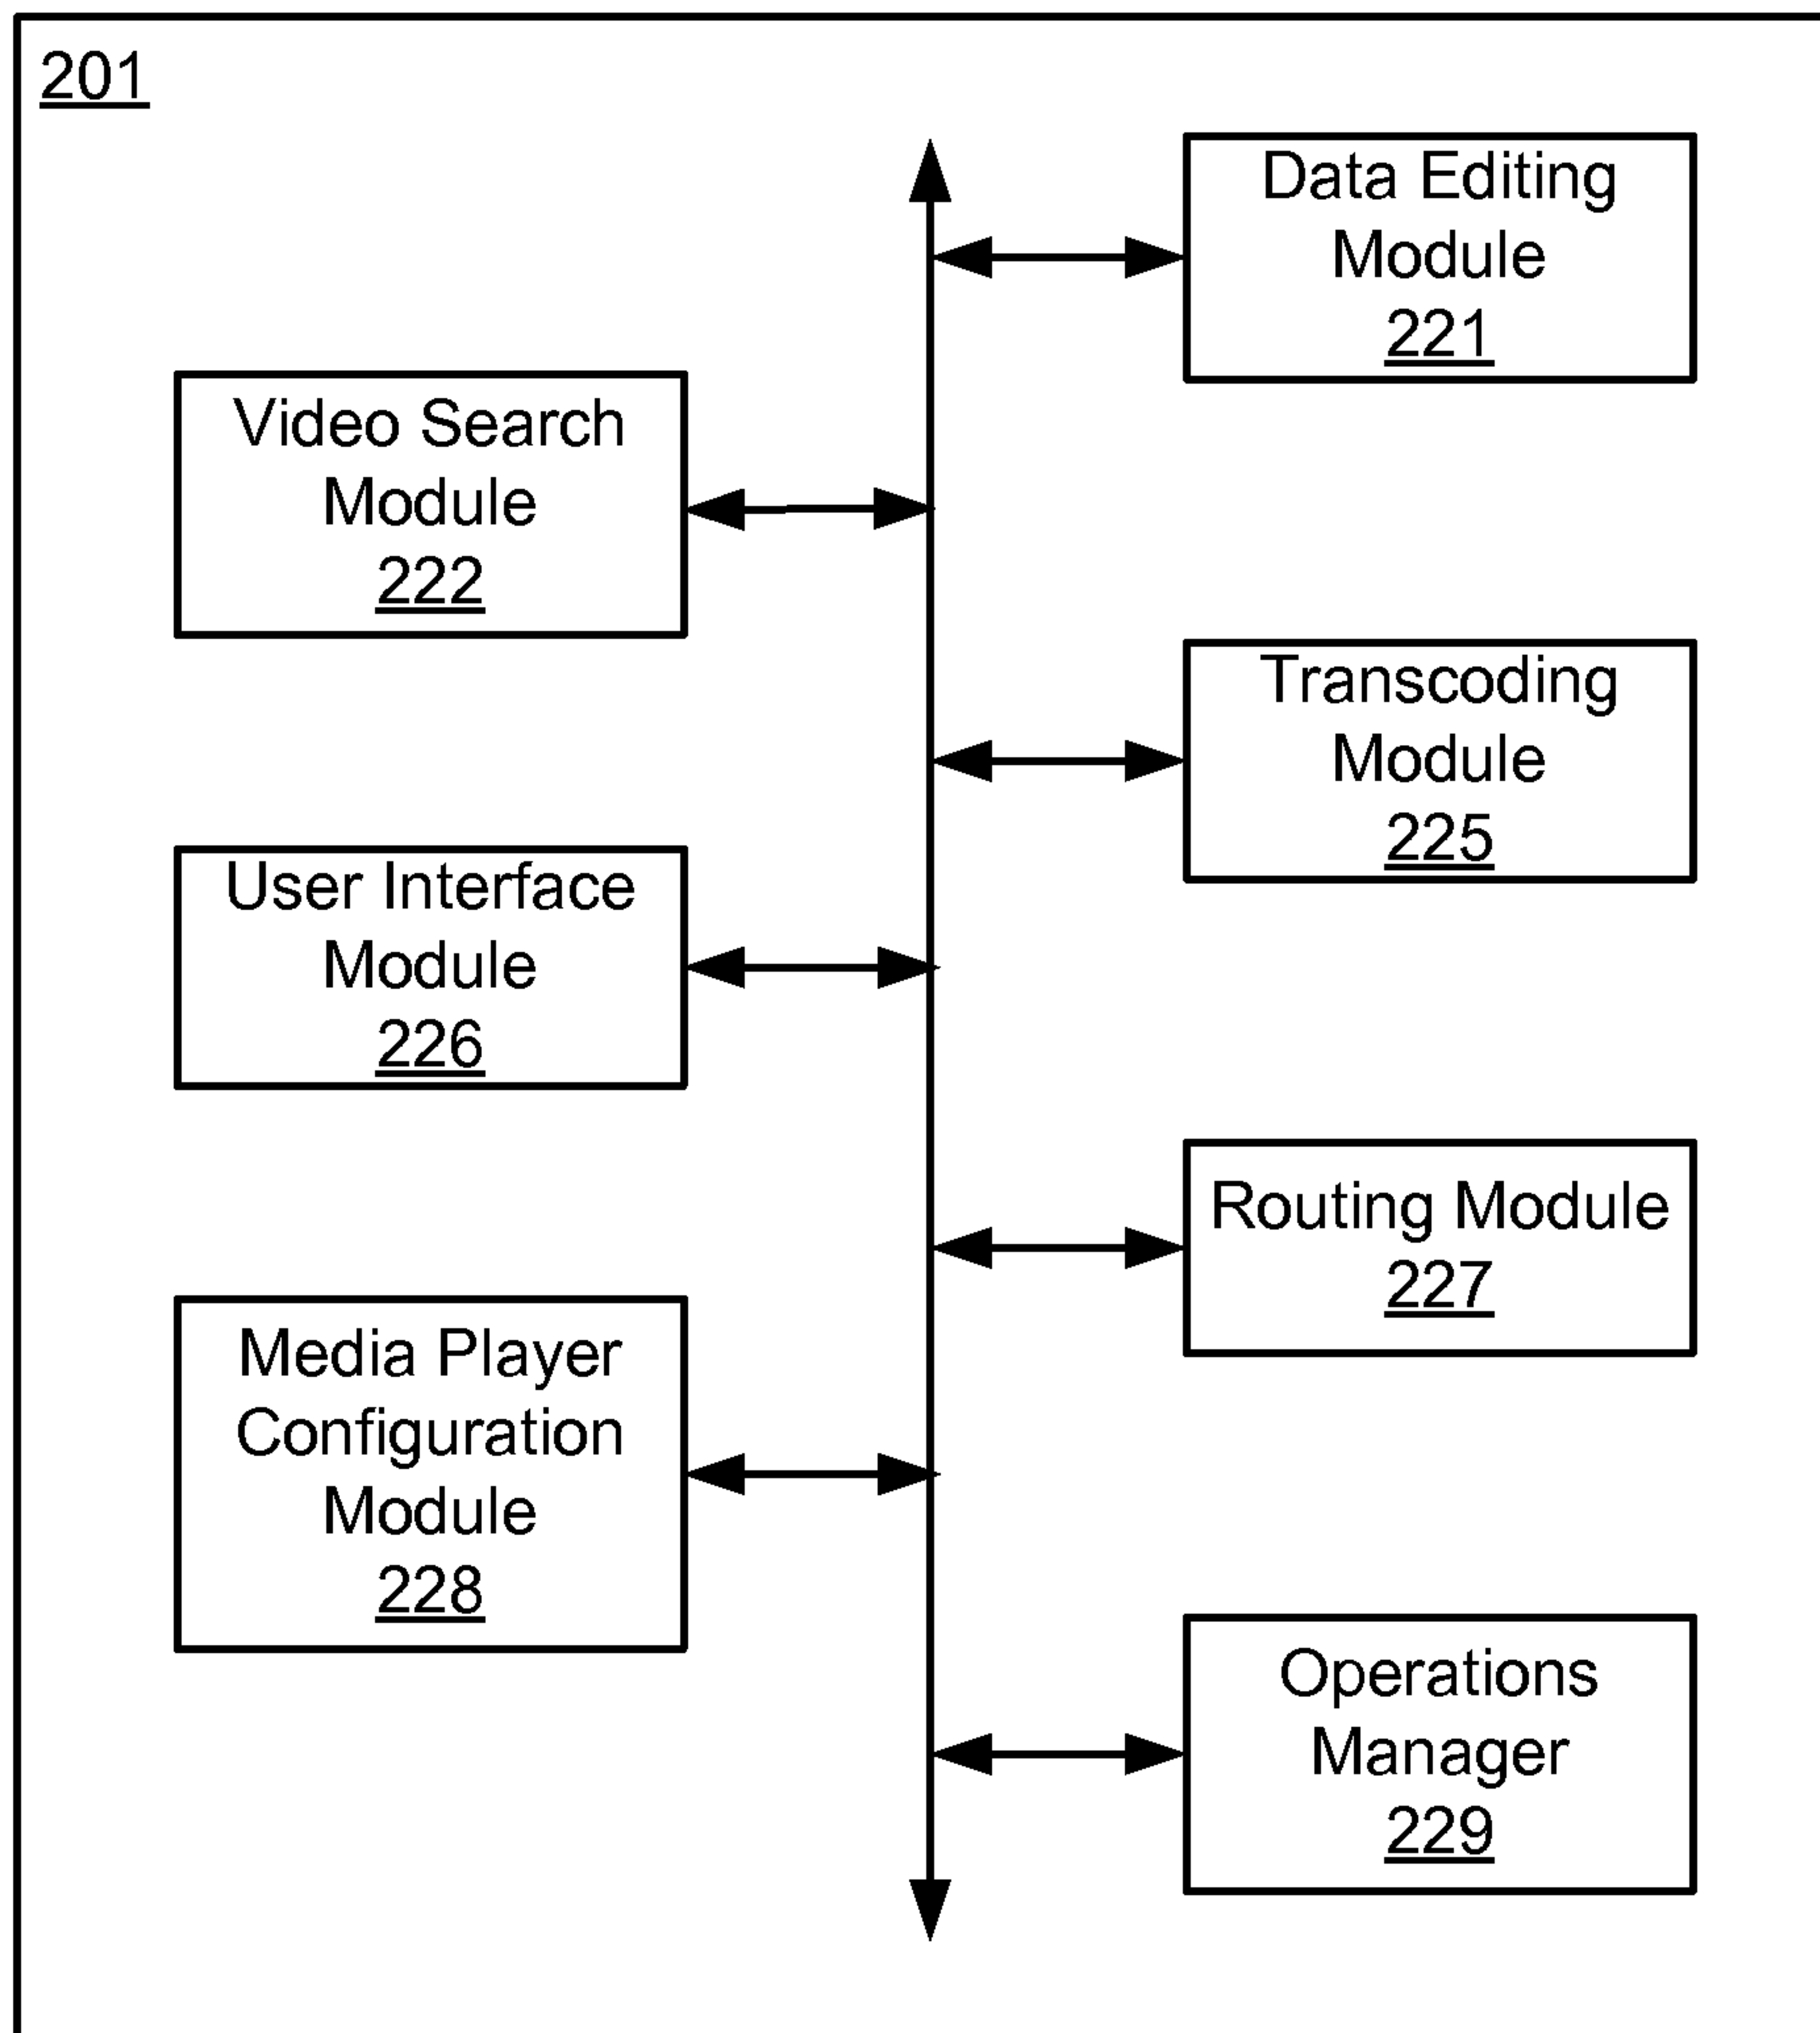 201
Data Editing
Module
221
Video Search
Module
222
Transcoding
Module
225
User Interface
Module
226
Routing Module
227
Media Player
Configuration
Module
228
Operations
Manager
229